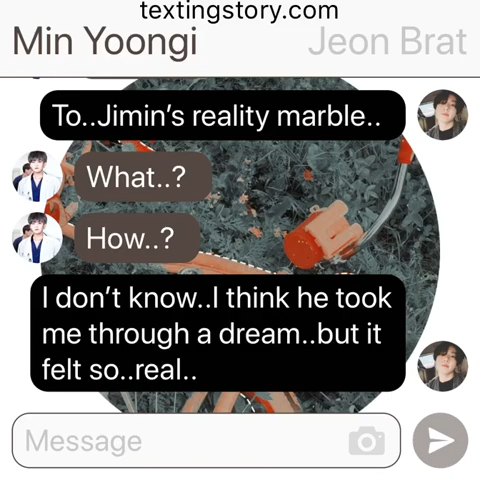 textingstory.com
Min Yoongi
Jeon Brat
To..Jimin’s reality marble..
What..?
How..?
I don’t know..I think he took
me through a dream..but it
felt so..real..
Message